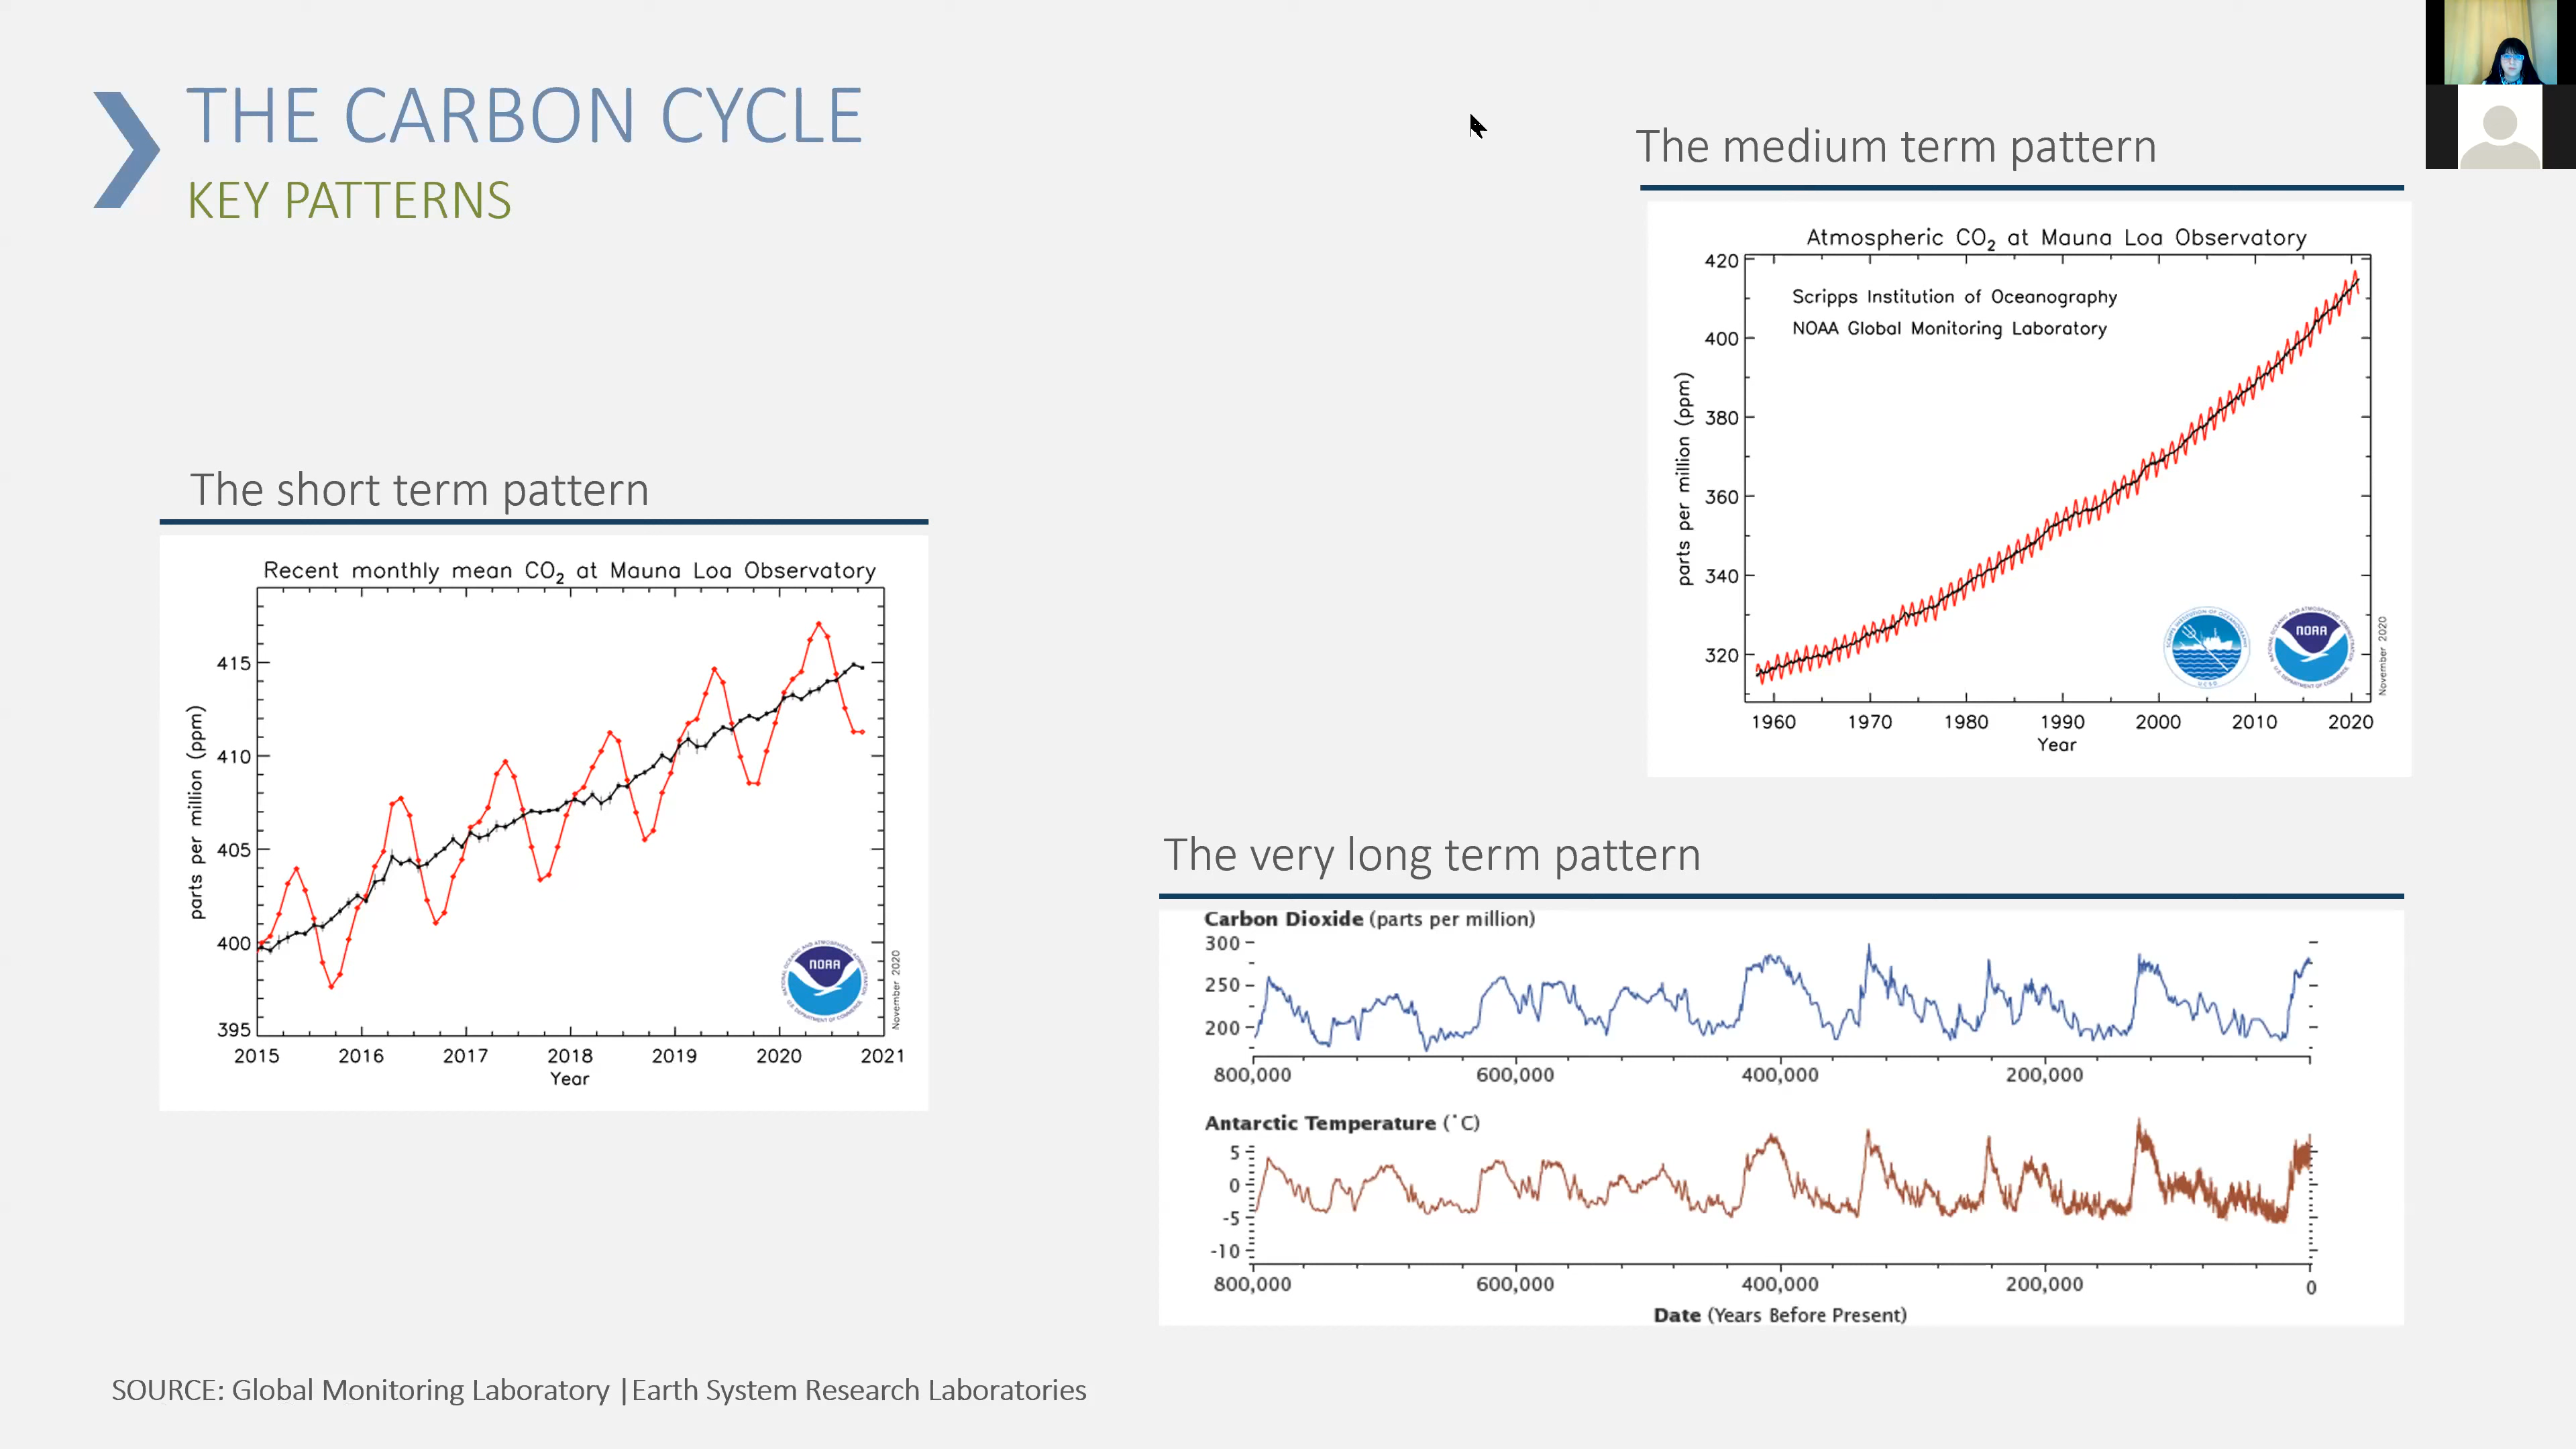 THE CARBON CYCLE
KEY PATTERNS
The short term pattern
Recent monthly mean CO2 at Mauna Loa Observatory
parts per million (ppm)
415
410
405
400
395
2015 2016 2017 2018 2019 2020 2021
Year
NOAA
November 2020
The medium term pattern
Atmospheric CO2 at Mauna Loa Observatory
Scripps Institution of Oceanography
NOAA Global Monitoring Laboratory
parts per million (ppm)
420
400
380
360
340
320
1960 1970 1980 1990 2000 2010 2020
Year
NOAA
November 2020
The very long term pattern
Carbon Dioxide (parts per million)
300
250
200
800,000 600,000 400,000 200,000
Antarctic Temperature (˚C)
5
0
-5
-10
800,000 600,000 400,000 200,000 0
Date (Years Before Present)
SOURCE: Global Monitoring Laboratory |Earth System Research Laboratories